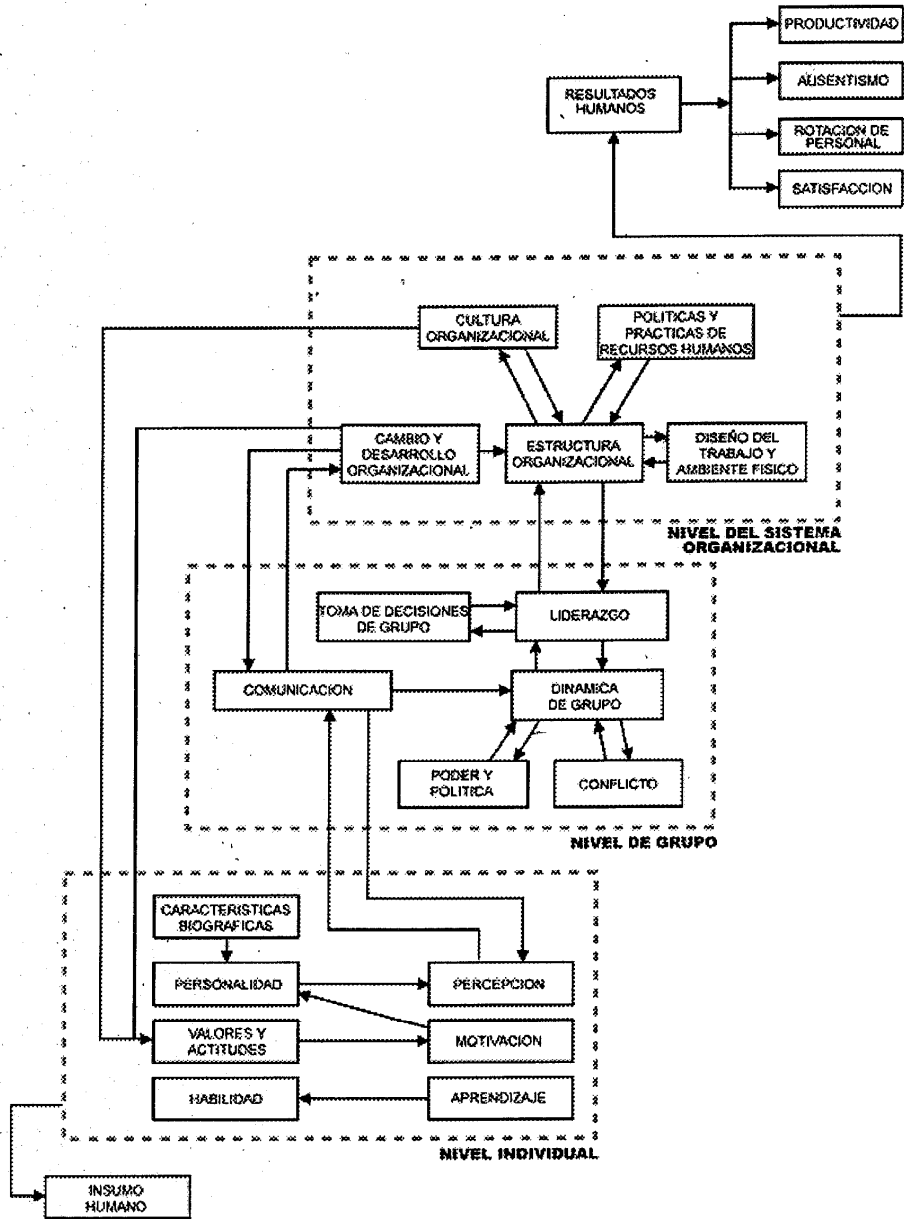 PRODUCTIVIDAD
AUSENTISMO
RESULTADOS
HUMANOS
ROTACION DE
PERSONAL
SATISFACCION
CULTURA
ORGANIZACIONAL
POLITICAS Y
PRACTICAS DE
RECURSOS HUMANOS
CAMBIO Y
DESARROLLO
ORGANIZACIONAL
ESTRUCTURA
ORGANIZACIONAL
DISEÑO DEL
TRABAJO Y
AMBIENTE FISICO
NIVEL DEL SISTEMA
ORGANIZACIONAL
TOMA DE DECISIONES
DE GRUPO
LIDERAZGO
COMUNICACION
DINAMICA
DE GRUPO
PODER Y
POLITICA
CONFLICTO
NIVEL DE GRUPO
CARACTERISTICAS
BIOGRAFICAS
PERSONALIDAD
PERCEPCION
VALORES Y
ACTITUDES
MOTIVACION
HABILIDAD
APRENDIZAJE
NIVEL INDIVIDUAL
INSUMO
HUMANO